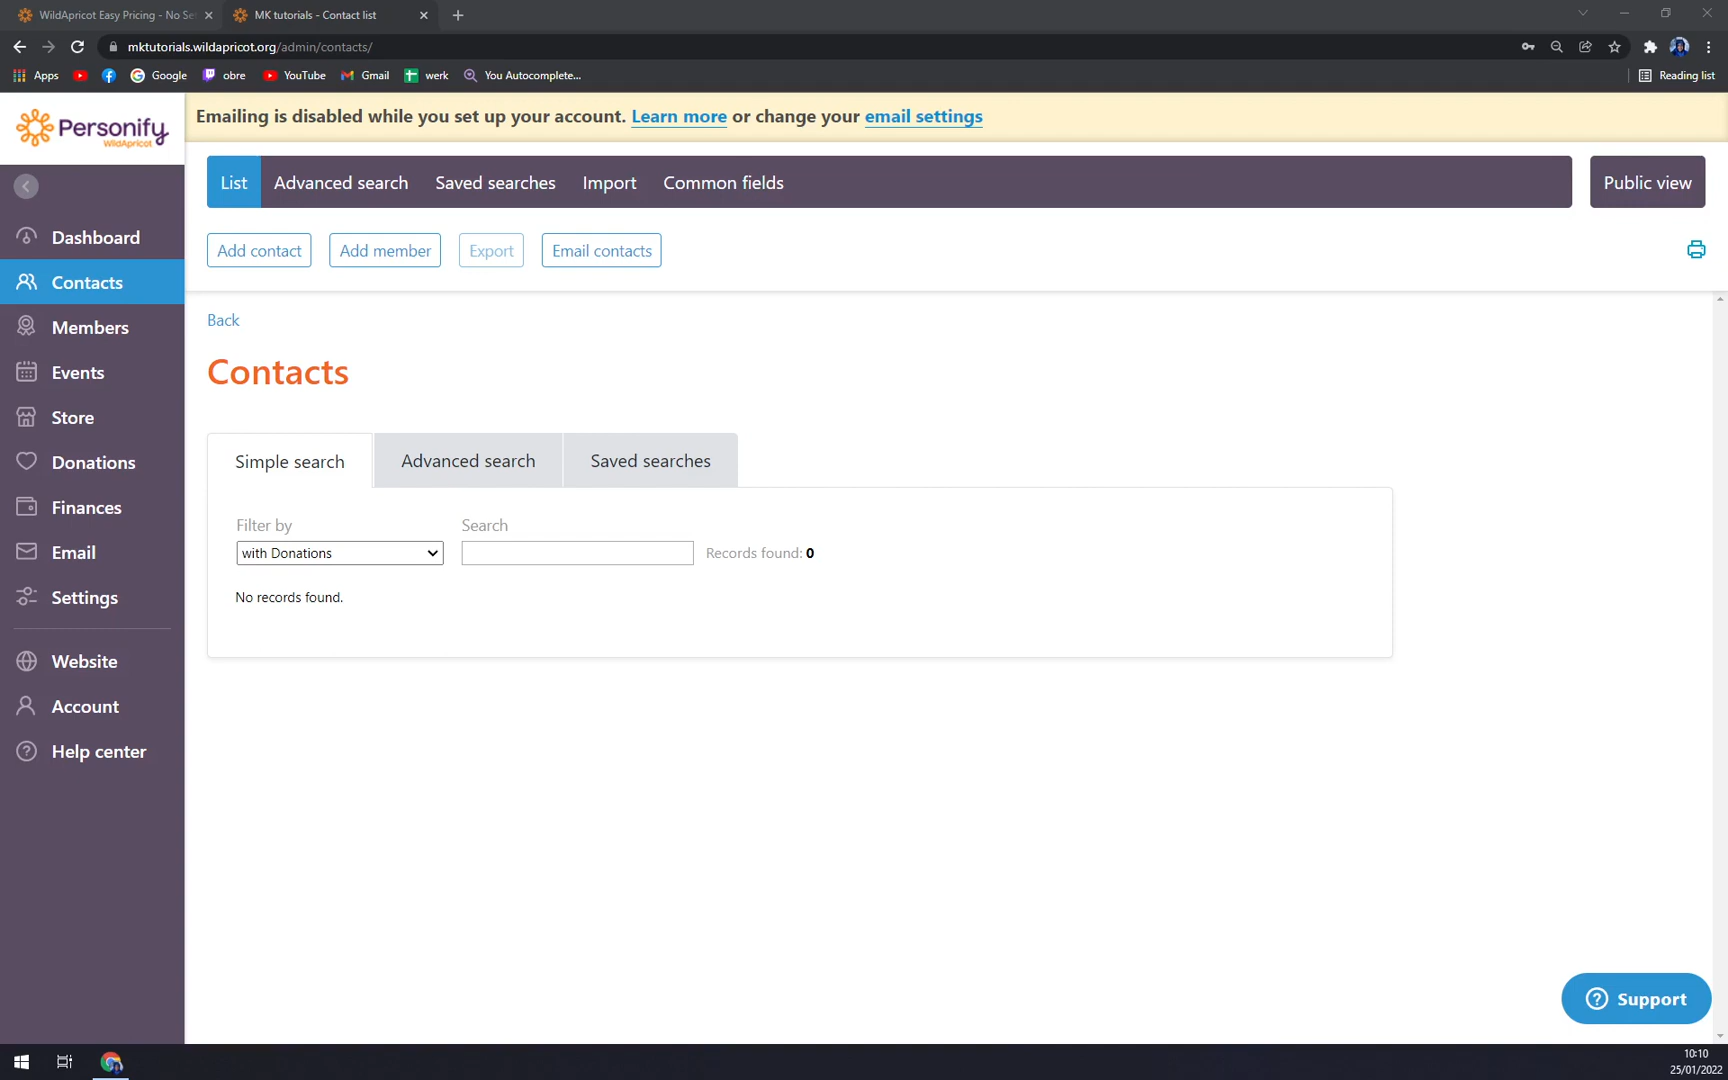 WildApricot Easy Pricing - No Se
MK tutorials - Contact list
mktutorials.wildapricot.org/admin/contacts/
Apps
Google
obre
YouTube
Gmail
werk
You Autocomplete...
Reading list
Personify
WildApricot
Emailing is disabled while you set up your account. Learn more or change your email settings
List
Advanced search
Saved searches
Import
Common fields
Public view
Add contact
Add member
Export
Email contacts
Dashboard
Contacts
Members
Events
Store
Donations
Finances
Email
Settings
Website
Account
Help center
Back
Contacts
Simple search
Advanced search
Saved searches
Filter by
Search
with Donations
Records found: 0
No records found.
Support
10:10
25/01/2022